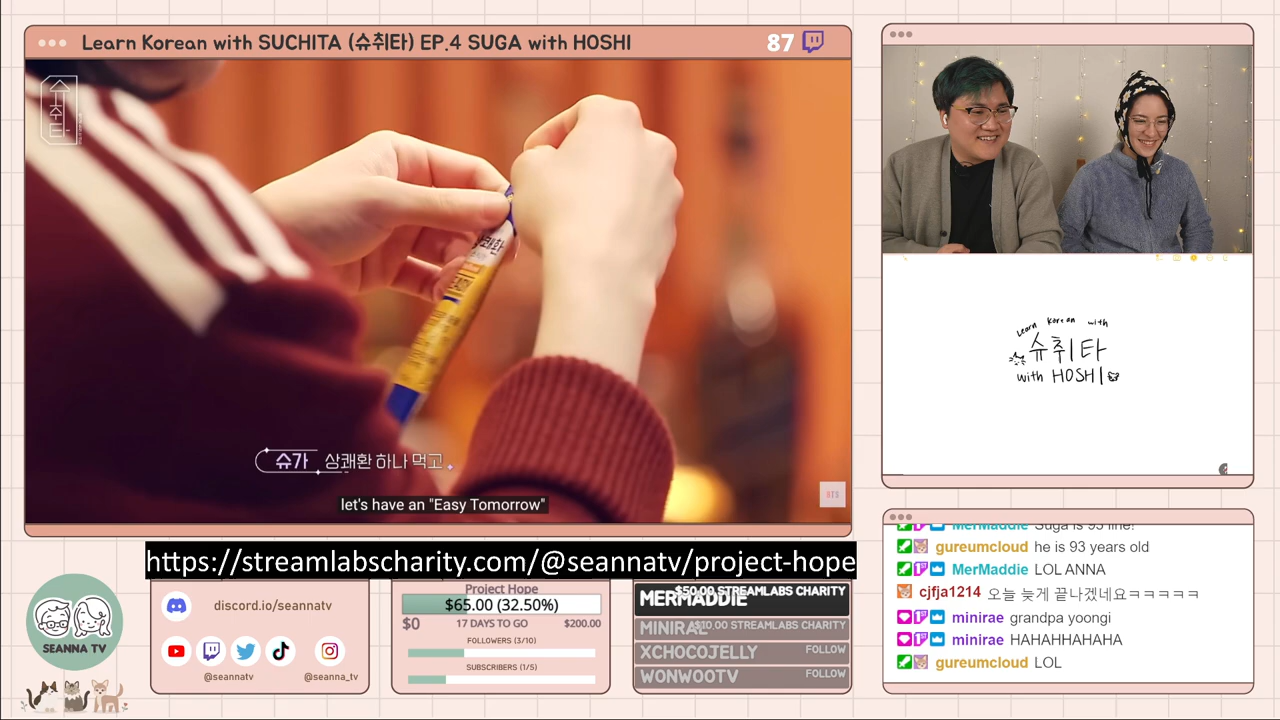 Learn Korean with SUCHITA (슈취타) EP.4 SUGA with HOSHI
87
슈취타
상쾌환
슈가 상쾌환 하나 먹고
let's have an "Easy Tomorrow"
BTS
Learn Korean with
슈취타
with HOSHI
https://streamlabscharity.com/@seannatv/project-hope
SEANNA TV
discord.io/seannatv
@seannatv
@seanna_tv
Project Hope
$65.00 (32.50%)
$0 17 DAYS TO GO $200.00
FOLLOWERS (3/10)
SUBSCRIBERS (1/5)
MERMADDIE $50.00 STREAMLABS CHARITY
MINIRAE $10.00 STREAMLABS CHARITY
XCHOCOJELLY FOLLOW
WONWOOTV FOLLOW
MerMaddie Suga is 93 line!
gureumcloud he is 93 years old
MerMaddie LOL ANNA
cjfja1214 오늘 늦게 끝나겠네요ㅋㅋㅋㅋㅋ
minirae grandpa yoongi
minirae HAHAHHAHAHA
gureumcloud LOL